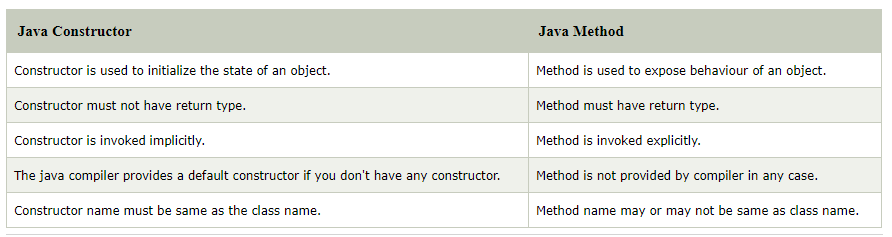 Java Constructor Java Method
Constructor is used to initialize the state of an object. Method is used to expose behaviour of an object.
Constructor must not have return type. Method must have return type.
Constructor is invoked implicitly. Method is invoked explicitly.
The java compiler provides a default constructor if you don't have any constructor. Method is not provided by compiler in any case.
Constructor name must be same as the class name. Method name may or may not be same as class name.